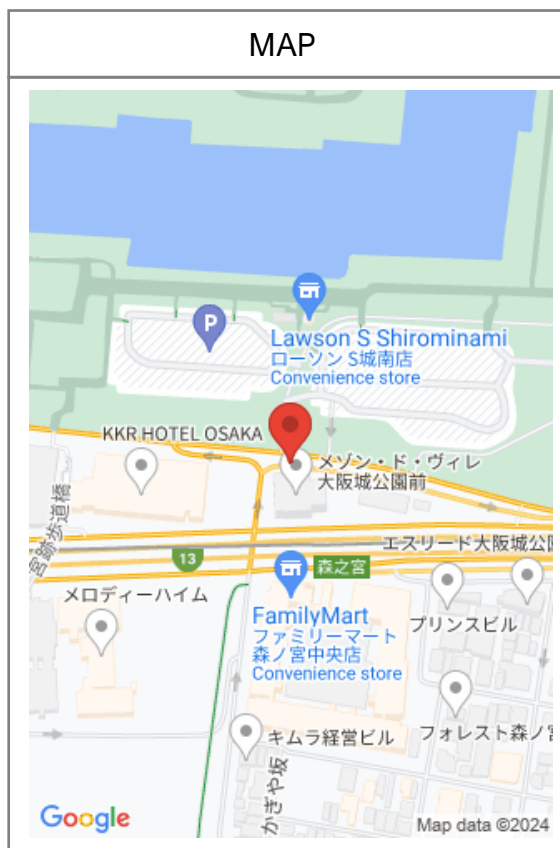 MAP
P
Lawson S Shirominami
ローソン S城南店
Convenience store
KKR HOTEL OSAKA
メゾン・ド・ヴィレ
大阪城公園前
宮跡歩道橋
13
森之宮
エスリード大阪城公園
メロディーハイム
FamilyMart
ファミリーマート
森ノ宮中央店
Convenience store
プリンスビル
フォレスト森ノ宮
キムラ経営ビル
かぎや坂
Google
Map data ©2024